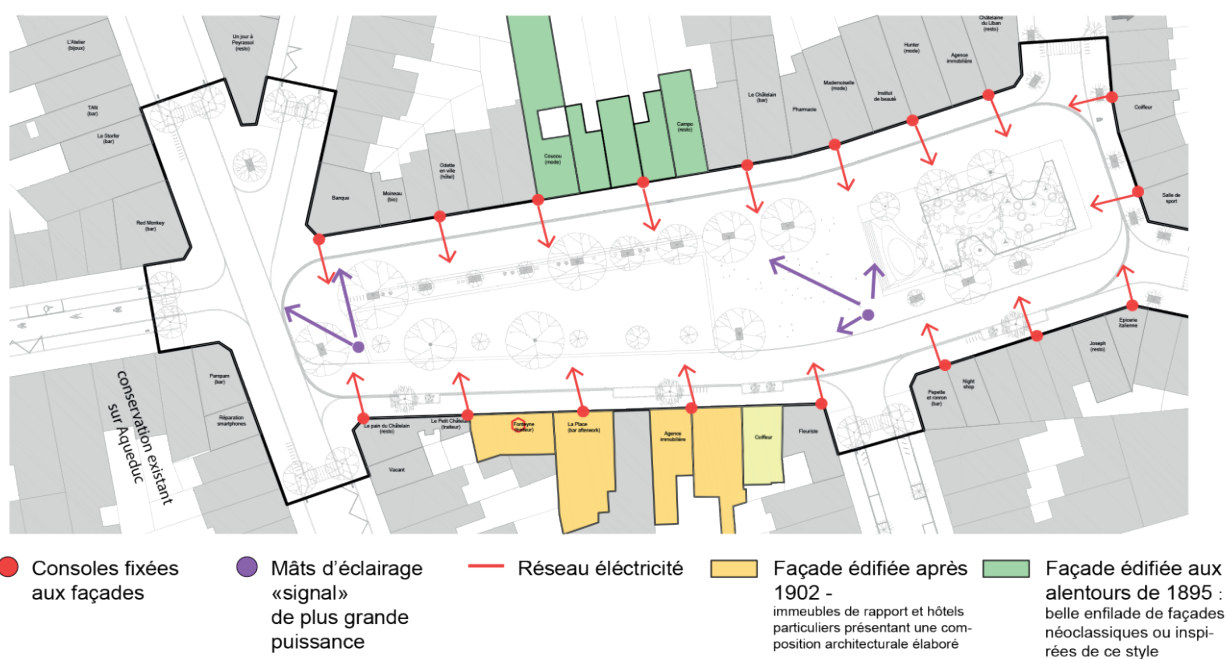 L'Atelier
(bijoux)
Un jour à
Peyrassol
(resto)
TAN
(bar)
Le Stoefer
(bar)
Red Monkey
(bar)
Banque
Moineau
(bio)
Odette
en ville
(hôtel)
Coucou
(mode)
Campo
(resto)
Le Châtelain
(bar)
Pharmacie
Mademoiselle
(mode)
Institut
de beauté
Hunter
(mode)
Agence
immobilière
Châtelaine
du Liban
(resto)
Coiffeur
Salle de
sport
Pampam
(bar)
Réparation
smartphones
conservation existant
sur Aqueduc
Le pain du Châtelain
(resto)
Le Petit Châtelain
(traiteur)
Vacant
Fonteyne
(traiteur)
La Place
(bar afterwork)
Agence
immobilière
Coiffeur
Fleuriste
Pepette
et ronron
(bar)
Night
shop
Joseph
(resto)
Epicerie
italienne
Consoles fixées
aux façades
Mâts d'éclairage
«signal»
de plus grande
puissance
Réseau éléctricité
Façade édifiée après
1902 -
immeubles de rapport et hôtels
particuliers présentant une com-
position architecturale élaboré
Façade édifiée aux
alentours de 1895 :
belle enfilade de façades
néoclassiques ou inspi-
rées de ce style